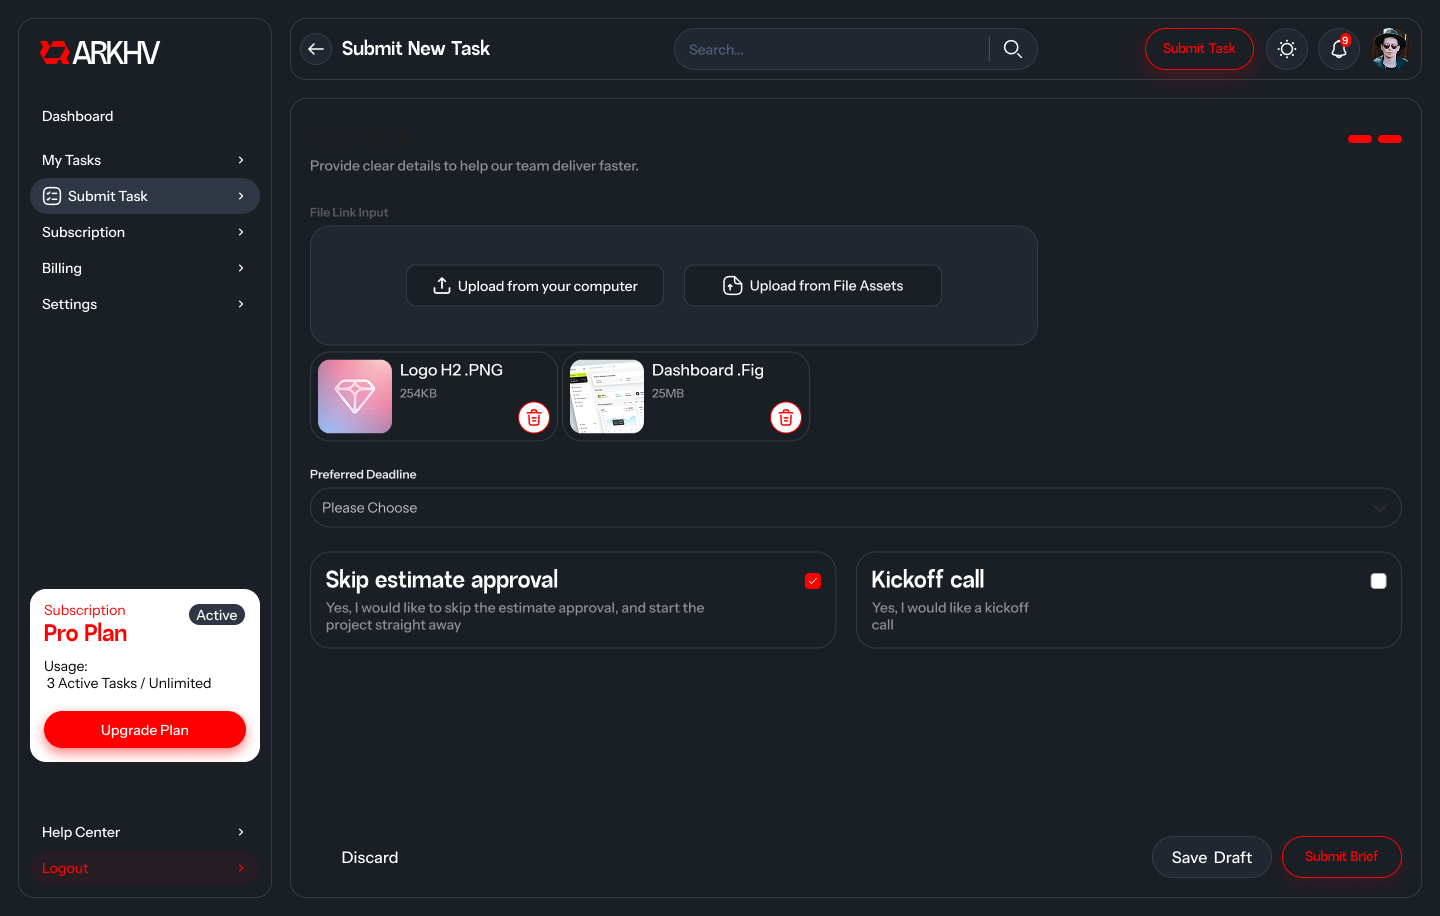 ARKHV
Submit New Task
Search...
Submit Task
9
Dashboard
My Tasks
Submit Task
Subscription
Billing
Settings
Subscription
Active
Pro Plan
Usage:
3 Active Tasks / Unlimited
Upgrade Plan
Help Center
Logout
Provide clear details to help our team deliver faster.
File Link Input
Upload from your computer
Upload from File Assets
Logo H2 .PNG
254KB
Dashboard .Fig
25MB
Preferred Deadline
Please Choose
Skip estimate approval
Yes, I would like to skip the estimate approval, and start the
project straight away
Kickoff call
Yes, I would like a kickoff
call
Discard
Save Draft
Submit Brief